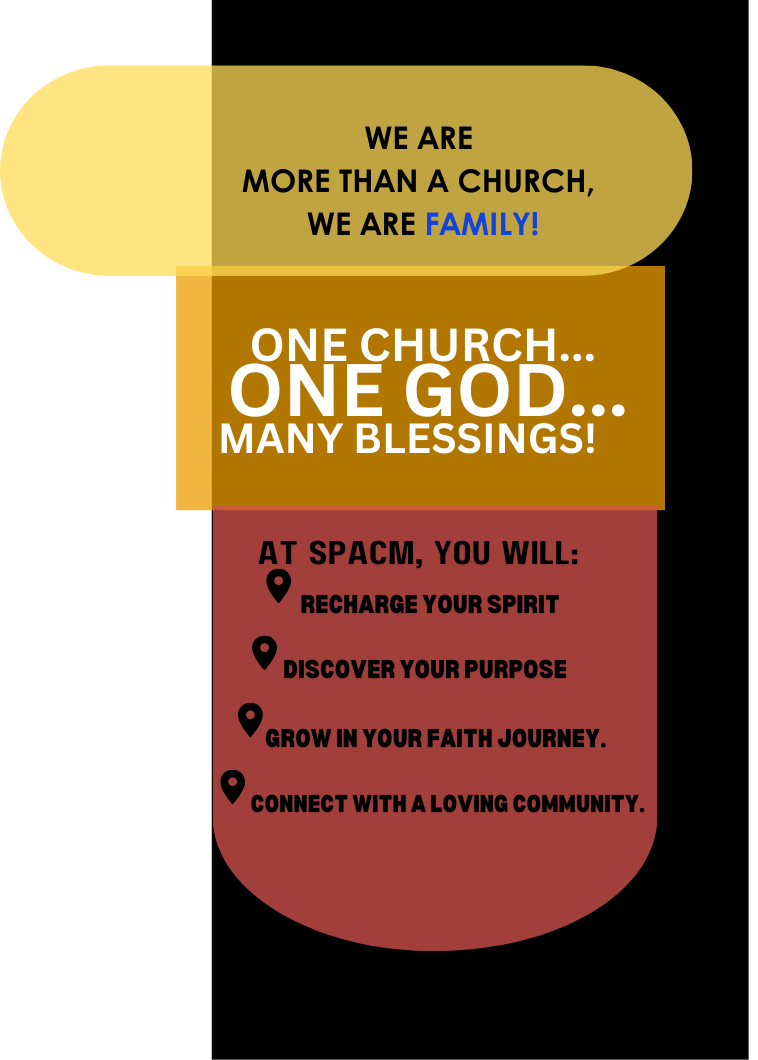 WE ARE
MORE THAN A CHURCH,
WE ARE FAMILY!
ONE CHURCH...
ONE GOD...
MANY BLESSINGS!
AT SPACM, YOU WILL:
RECHARGE YOUR SPIRIT
DISCOVER YOUR PURPOSE
GROW IN YOUR FAITH JOURNEY.
CONNECT WITH A LOVING COMMUNITY.